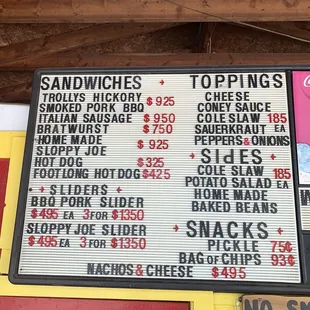 SANDWICHES
TROLLYS HICKORY
SMOKED PORK BBQ $925
ITALIAN SAUSAGE $950
BRATWURST $750
HOME MADE
SLOPPY JOE $925
HOT DOG $325
FOOTLONG HOT DOG $425
SLIDERS
BBQ PORK SLIDER
$495 EA 3 FOR $1350
SLOPPY JOE SLIDER
$495 EA 3 FOR $1350
TOPPINGS
CHEESE
CONEY SAUCE
COLE SLAW 185
SAUERKRAUT EA
PEPPERS & ONIONS
SIDES
COLE SLAW 185
POTATO SALAD EA
HOME MADE
BAKED BEANS
SNACKS
PICKLE 75¢
BAG OF CHIPS 93¢
NACHOS & CHEESE $495
NO SM